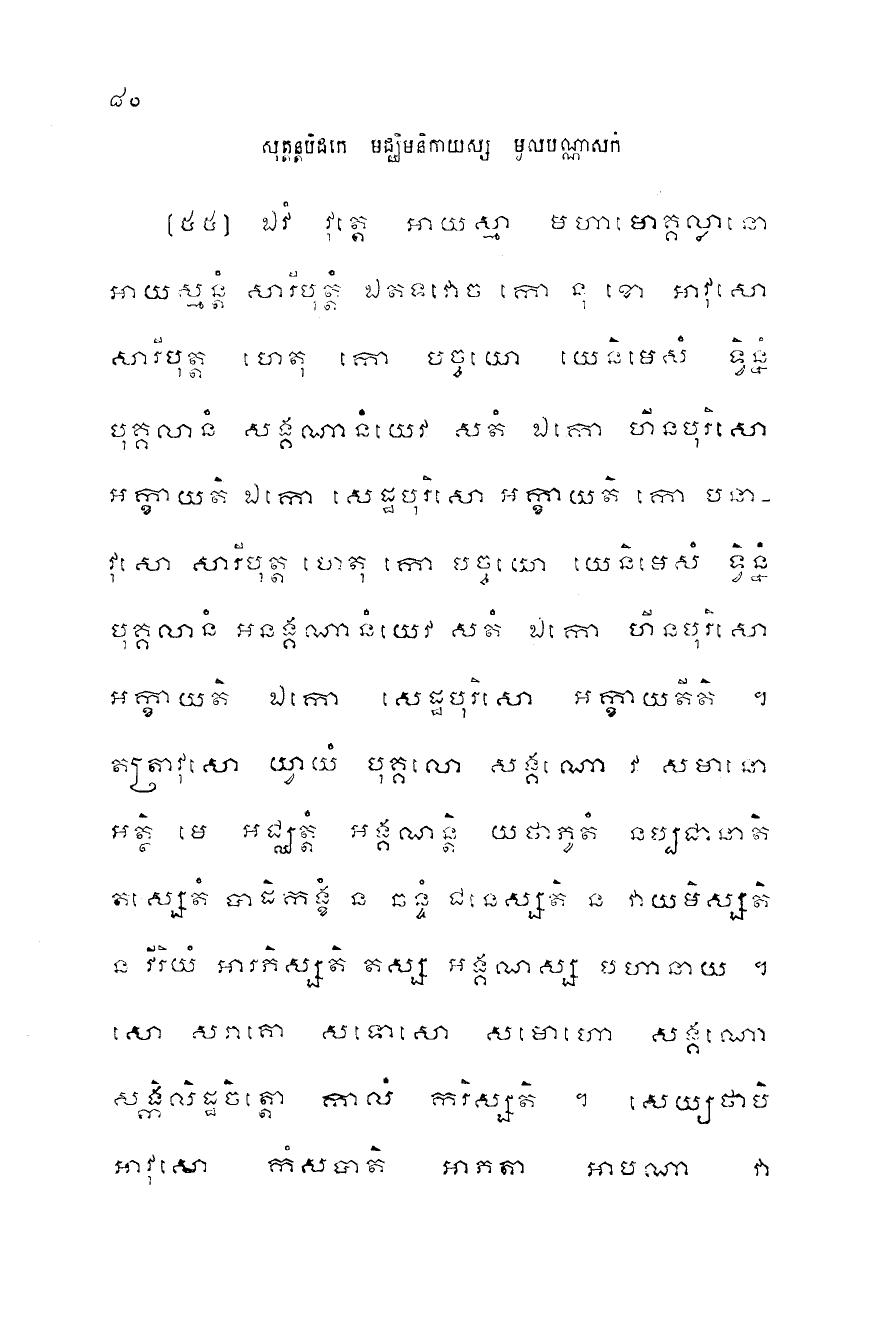 ៨០
សុត្តន្តបិដកេ មជ្ឈិមនិកាយស្ស មូលបណ្ណាសកំ
[៥៥] ឯវំ វុត្តេ អាយស្មា មហាមោគ្គល្លានោ
អាយស្មន្តំ សារីបុត្តំ ឯតទវោច កោ នុ ខោ អាវុសោ
សារីបុត្ត ហេតុ កោ បច្ចយោ យេនិមេសំ ទ្វិន្នំ
បុគ្គលានំ សង្គណានំយេវ សតំ ឯកោ ហីនបុរិសោ
អក្ខាយតិ ឯកោ សេដ្ឋបុរិសោ អក្ខាយតិ កោ បនា-
វុសោ សារីបុត្ត ហេតុ កោ បច្ចយោ យេនិមេសំ ទ្វិន្នំ
បុគ្គលានំ អនង្គណានំយេវ សតំ ឯកោ ហីនបុរិសោ
អក្ខាយតិ ឯកោ សេដ្ឋបុរិសោ អក្ខាយតីតិ ។
តត្រាវុសោ យ្វាយំ បុគ្គលោ សង្គណោ វ សមានោ
អត្ថិ មេ អជ្ឈត្តំ អង្គណន្តិ យថាភូតំ នប្បជានាតិ
តស្សេតំ បាដិកង្ខំ ន ឆន្ទំ ជនេស្សតិ ន វាយមិស្សតិ
ន វីរិយំ អារភិស្សតិ តស្ស អង្គណស្ស បហានាយ ។
សោ សរាគោ សទោសោ សមោហោ សង្គណោ
សង្កិលិដ្ឋចិត្តោ កាលំ ករិស្សតិ ។ សេយ្យថាបិ
អាវុសោ កំសបាតិ អាភតា អាបណា វា